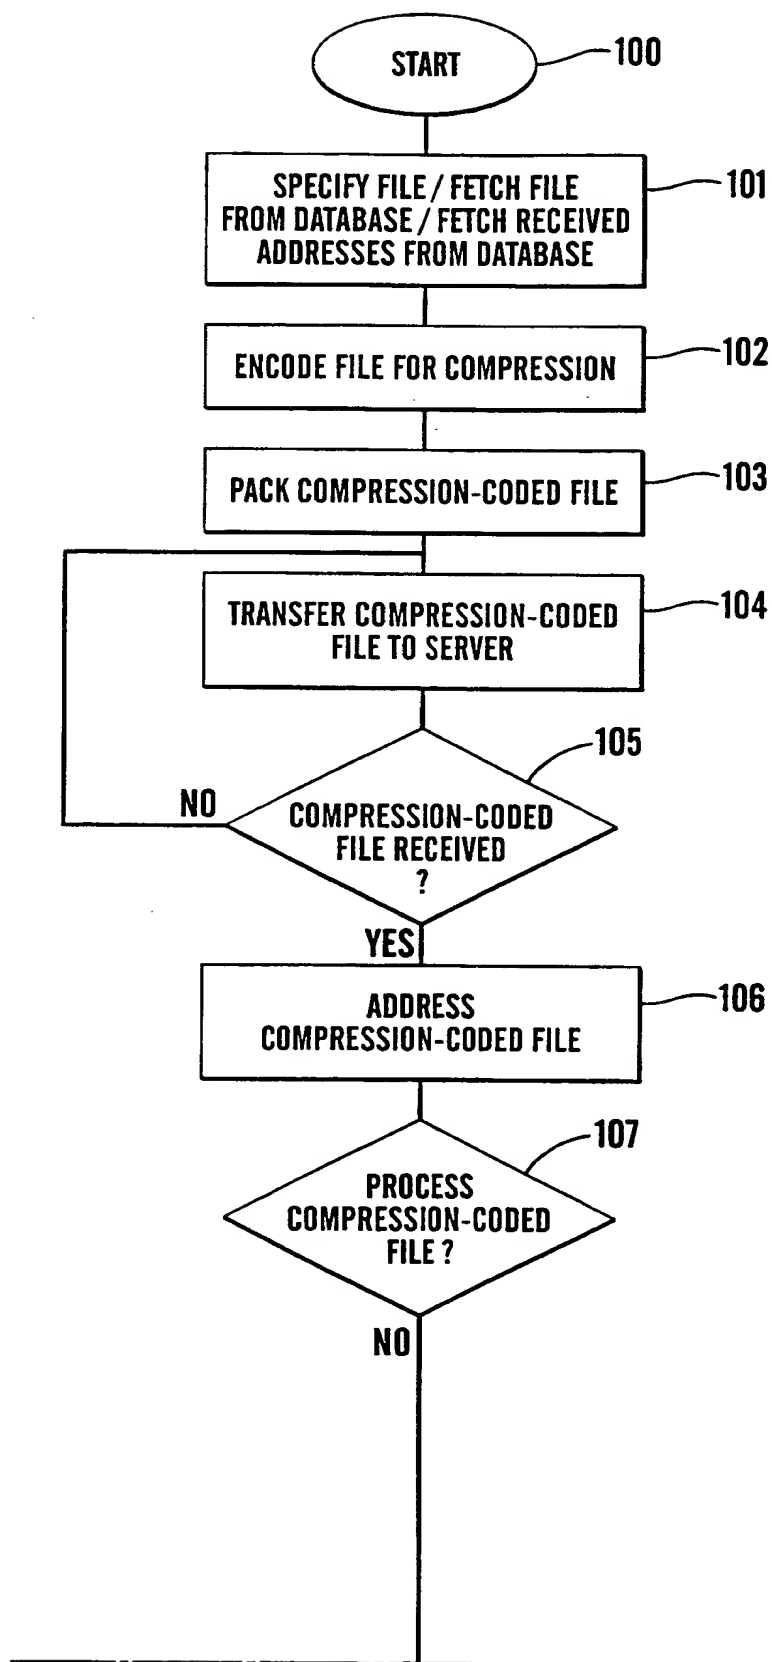 START
100
SPECIFY FILE / FETCH FILE
FROM DATABASE / FETCH RECEIVED
ADDRESSES FROM DATABASE
101
ENCODE FILE FOR COMPRESSION
102
PACK COMPRESSION-CODED FILE
103
TRANSFER COMPRESSION-CODED
FILE TO SERVER
104
COMPRESSION-CODED
FILE RECEIVED
?
105
NO
YES
ADDRESS
COMPRESSION-CODED FILE
106
PROCESS
COMPRESSION-CODED
FILE ?
107
NO